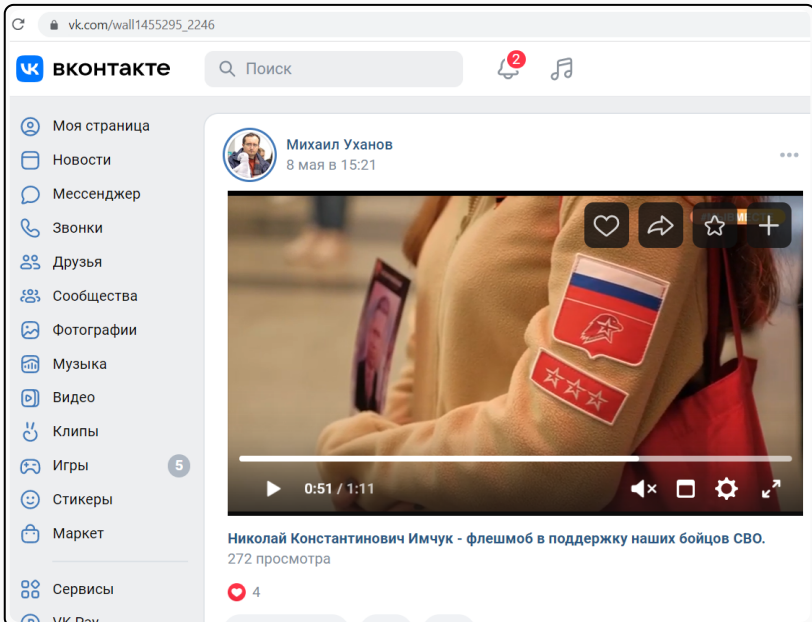 vk.com/wall1455295_2246
вконтакте
Поиск
2
Моя страница
Новости
Мессенджер
Звонки
Друзья
Сообщества
Фотографии
Музыка
Видео
Клипы
Игры
5
Стикеры
Маркет
Сервисы
VK Pay
Михаил Уханов
8 мая в 15:21
0:51 / 1:11
Николай Константинович Имчук - флешмоб в поддержку наших бойцов СВО.
272 просмотра
4